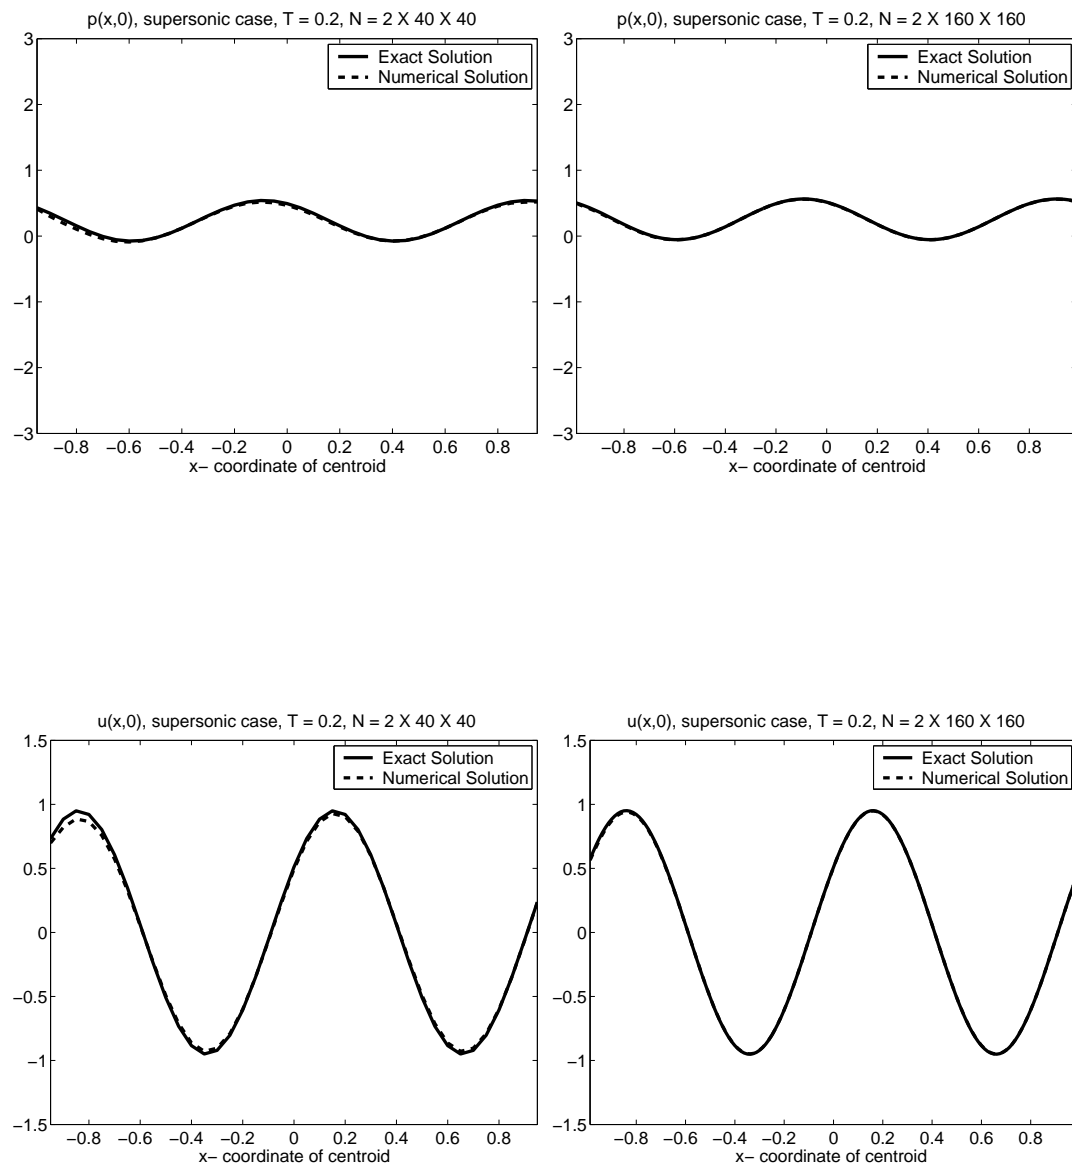 p(x,0), supersonic case, T = 0.2, N = 2 X 40 X 40
3
2
1
0
−1
−2
−3
−0.8 −0.6 −0.4 −0.2 0 0.2 0.4 0.6 0.8
x− coordinate of centroid
Exact Solution
Numerical Solution
p(x,0), supersonic case, T = 0.2, N = 2 X 160 X 160
3
2
1
0
−1
−2
−3
−0.8 −0.6 −0.4 −0.2 0 0.2 0.4 0.6 0.8
x− coordinate of centroid
Exact Solution
Numerical Solution
u(x,0), supersonic case, T = 0.2, N = 2 X 40 X 40
1.5
1
0.5
0
−0.5
−1
−1.5
−0.8 −0.6 −0.4 −0.2 0 0.2 0.4 0.6 0.8
x− coordinate of centroid
Exact Solution
Numerical Solution
u(x,0), supersonic case, T = 0.2, N = 2 X 160 X 160
1.5
1
0.5
0
−0.5
−1
−1.5
−0.8 −0.6 −0.4 −0.2 0 0.2 0.4 0.6 0.8
x− coordinate of centroid
Exact Solution
Numerical Solution